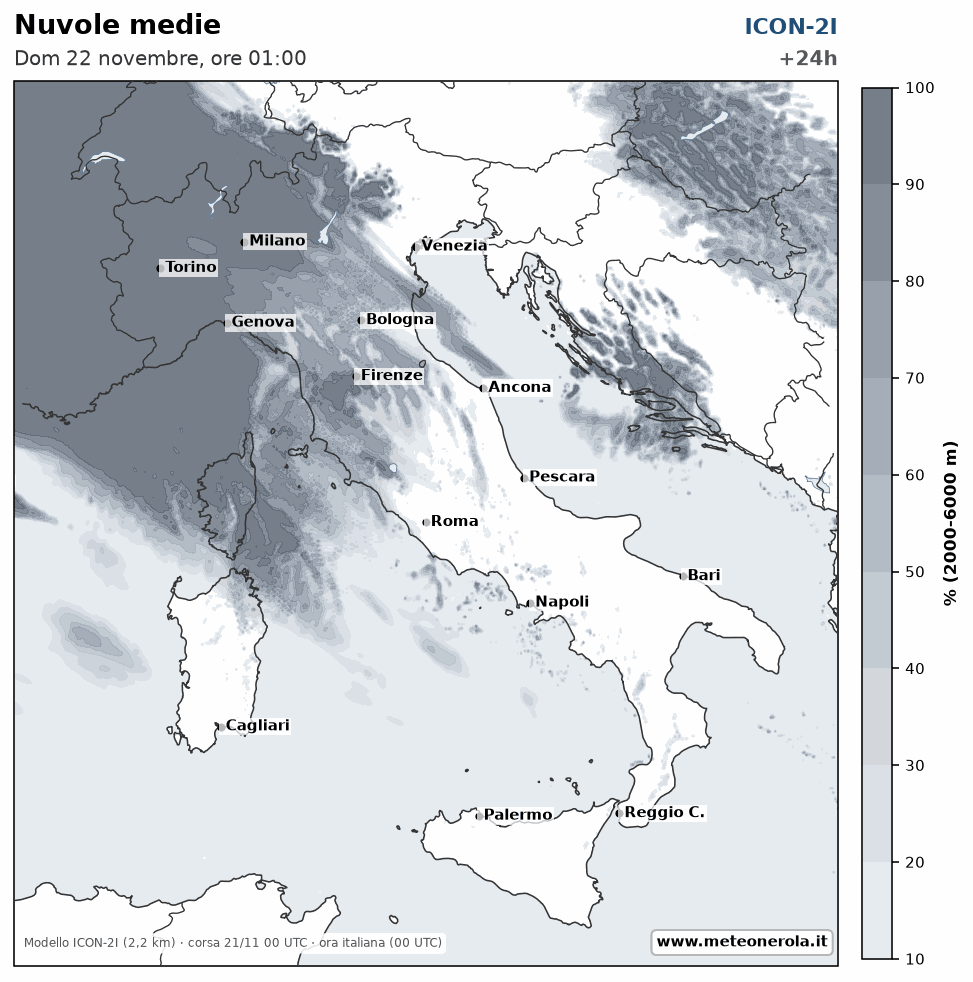 Nuvole medie
ICON-2I
Dom 22 novembre, ore 01:00
+24h
Milano
Venezia
Torino
Genova
Bologna
Firenze
Ancona
Pescara
Roma
Bari
Napoli
Cagliari
Palermo
Reggio C.
Modello ICON-2I (2,2 km) · corsa 21/11 00 UTC · ora italiana (00 UTC)
www.meteonerola.it
100
90
80
70
60
50
40
30
20
10
% (2000-6000 m)